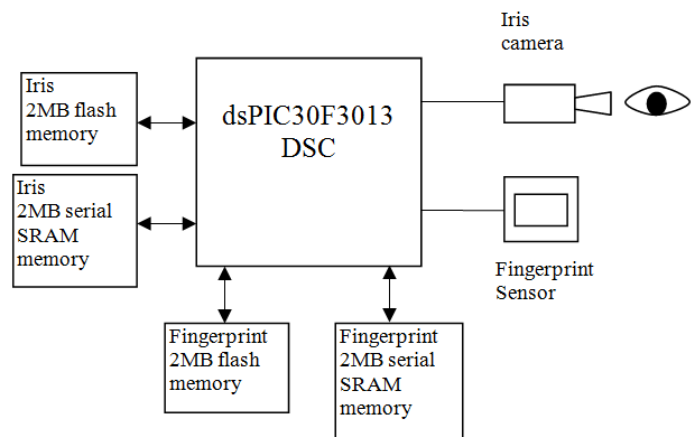 Iris
camera
Iris
2MB flash
memory
dsPIC30F3013
DSC
Iris
2MB serial
SRAM
memory
Fingerprint
Sensor
Fingerprint
2MB flash
memory
Fingerprint
2MB serial
SRAM
memory